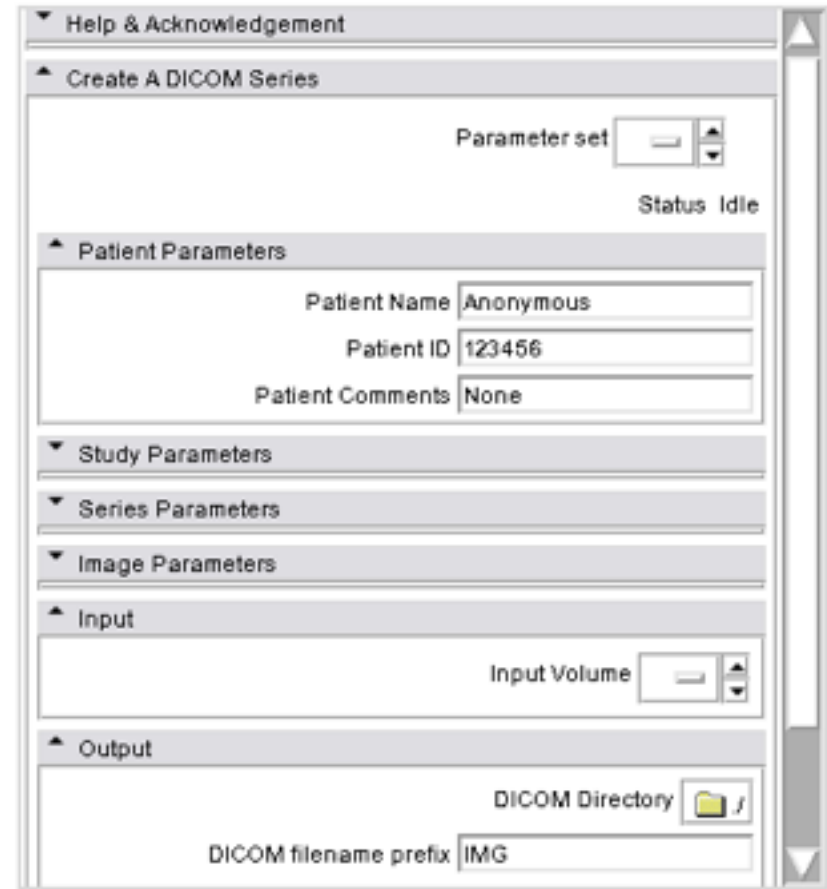 Help & Acknowledgement
Create A DICOM Series
Parameter set
Status Idle
Patient Parameters
Patient Name Anonymous
Patient ID 123456
Patient Comments None
Study Parameters
Series Parameters
Image Parameters
Input
Input Volume
Output
DICOM Directory ./
DICOM filename prefix IMG